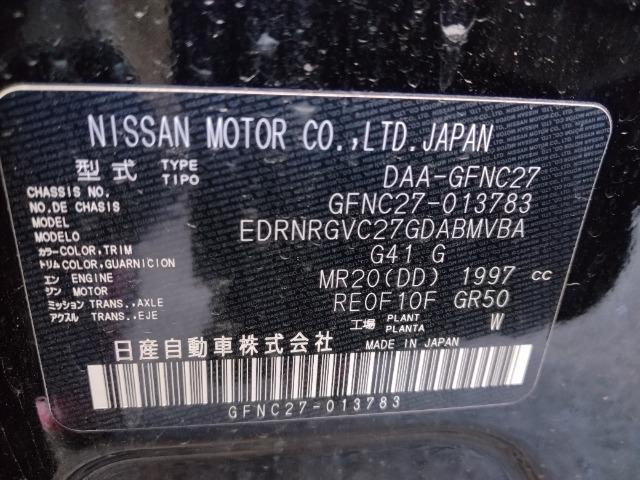 NISSAN MOTOR CO.,LTD.JAPAN
型式 TYPE TIPO DAA-GFNC27
CHASSIS NO. NO.DE CHASIS GFNC27-013783
MODEL MODELO EDRNRGVC27GDABMVBA
カラー COLOR,TRIM トリム COLOR,GUARNICION G41 G
エン ENGINE ジン MOTOR MR20(DD) 1997 cc
ミッション TRANS.,AXLE アクスル TRANS.,EJE RE0F10F GR50
工場 PLANT PLANTA W
日産自動車株式会社 MADE IN JAPAN
GFNC27-013783